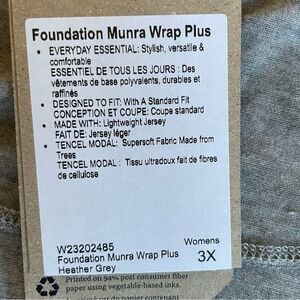 Foundation Munra Wrap Plus
• EVERYDAY ESSENTIAL: Stylish, versatile &
comfortable
ESSENTIEL DE TOUS LES JOURS : Des
vêtements de base polyvalents, durables et
raffinés
• DESIGNED TO FIT: With A Standard Fit
CONCEPTION ET COUPE: Coupe standard
• MADE WITH: Lightweight Jersey
FAIT DE: Jersey léger
• TENCEL MODAL: Supersoft Fabric Made from
Trees
TENCEL MODAL : Tissu ultradoux fait de fibres
de cellulose
W23202485
Foundation Munra Wrap Plus
Heather Grey
Womens
3X
Printed on 94% post consumer fiber
paper using vegetable-based inks.
sur du papier contenant